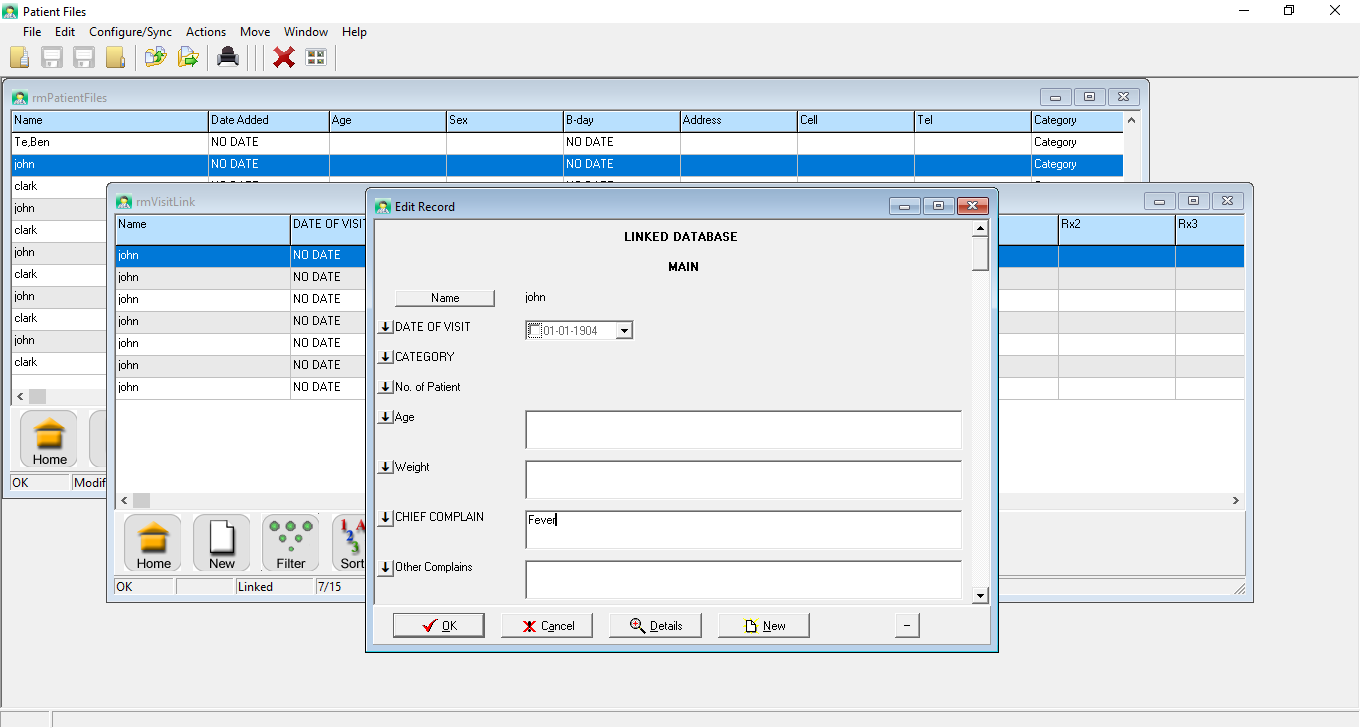 Patient Files
File Edit Configure/Sync Actions Move Window Help
rmPatientFiles
Name Date Added Age Sex B-day Address Cell Tel Category
Te,Ben NO DATE NO DATE Category
john NO DATE NO DATE Category
clark
john
clark
john
clark
john
clark
john
clark
Home
OK Modif
rmVisitLink
Name DATE OF VISIT Rx2 Rx3
john NO DATE
john NO DATE
john NO DATE
john NO DATE
john NO DATE
john NO DATE
john NO DATE
Home New Filter Sort
OK Linked 7/15
Edit Record
LINKED DATABASE
MAIN
Name john
DATE OF VISIT 01-01-1904
CATEGORY
No. of Patient
Age
Weight
CHIEF COMPLAIN Fever
Other Complains
OK Cancel Details New –